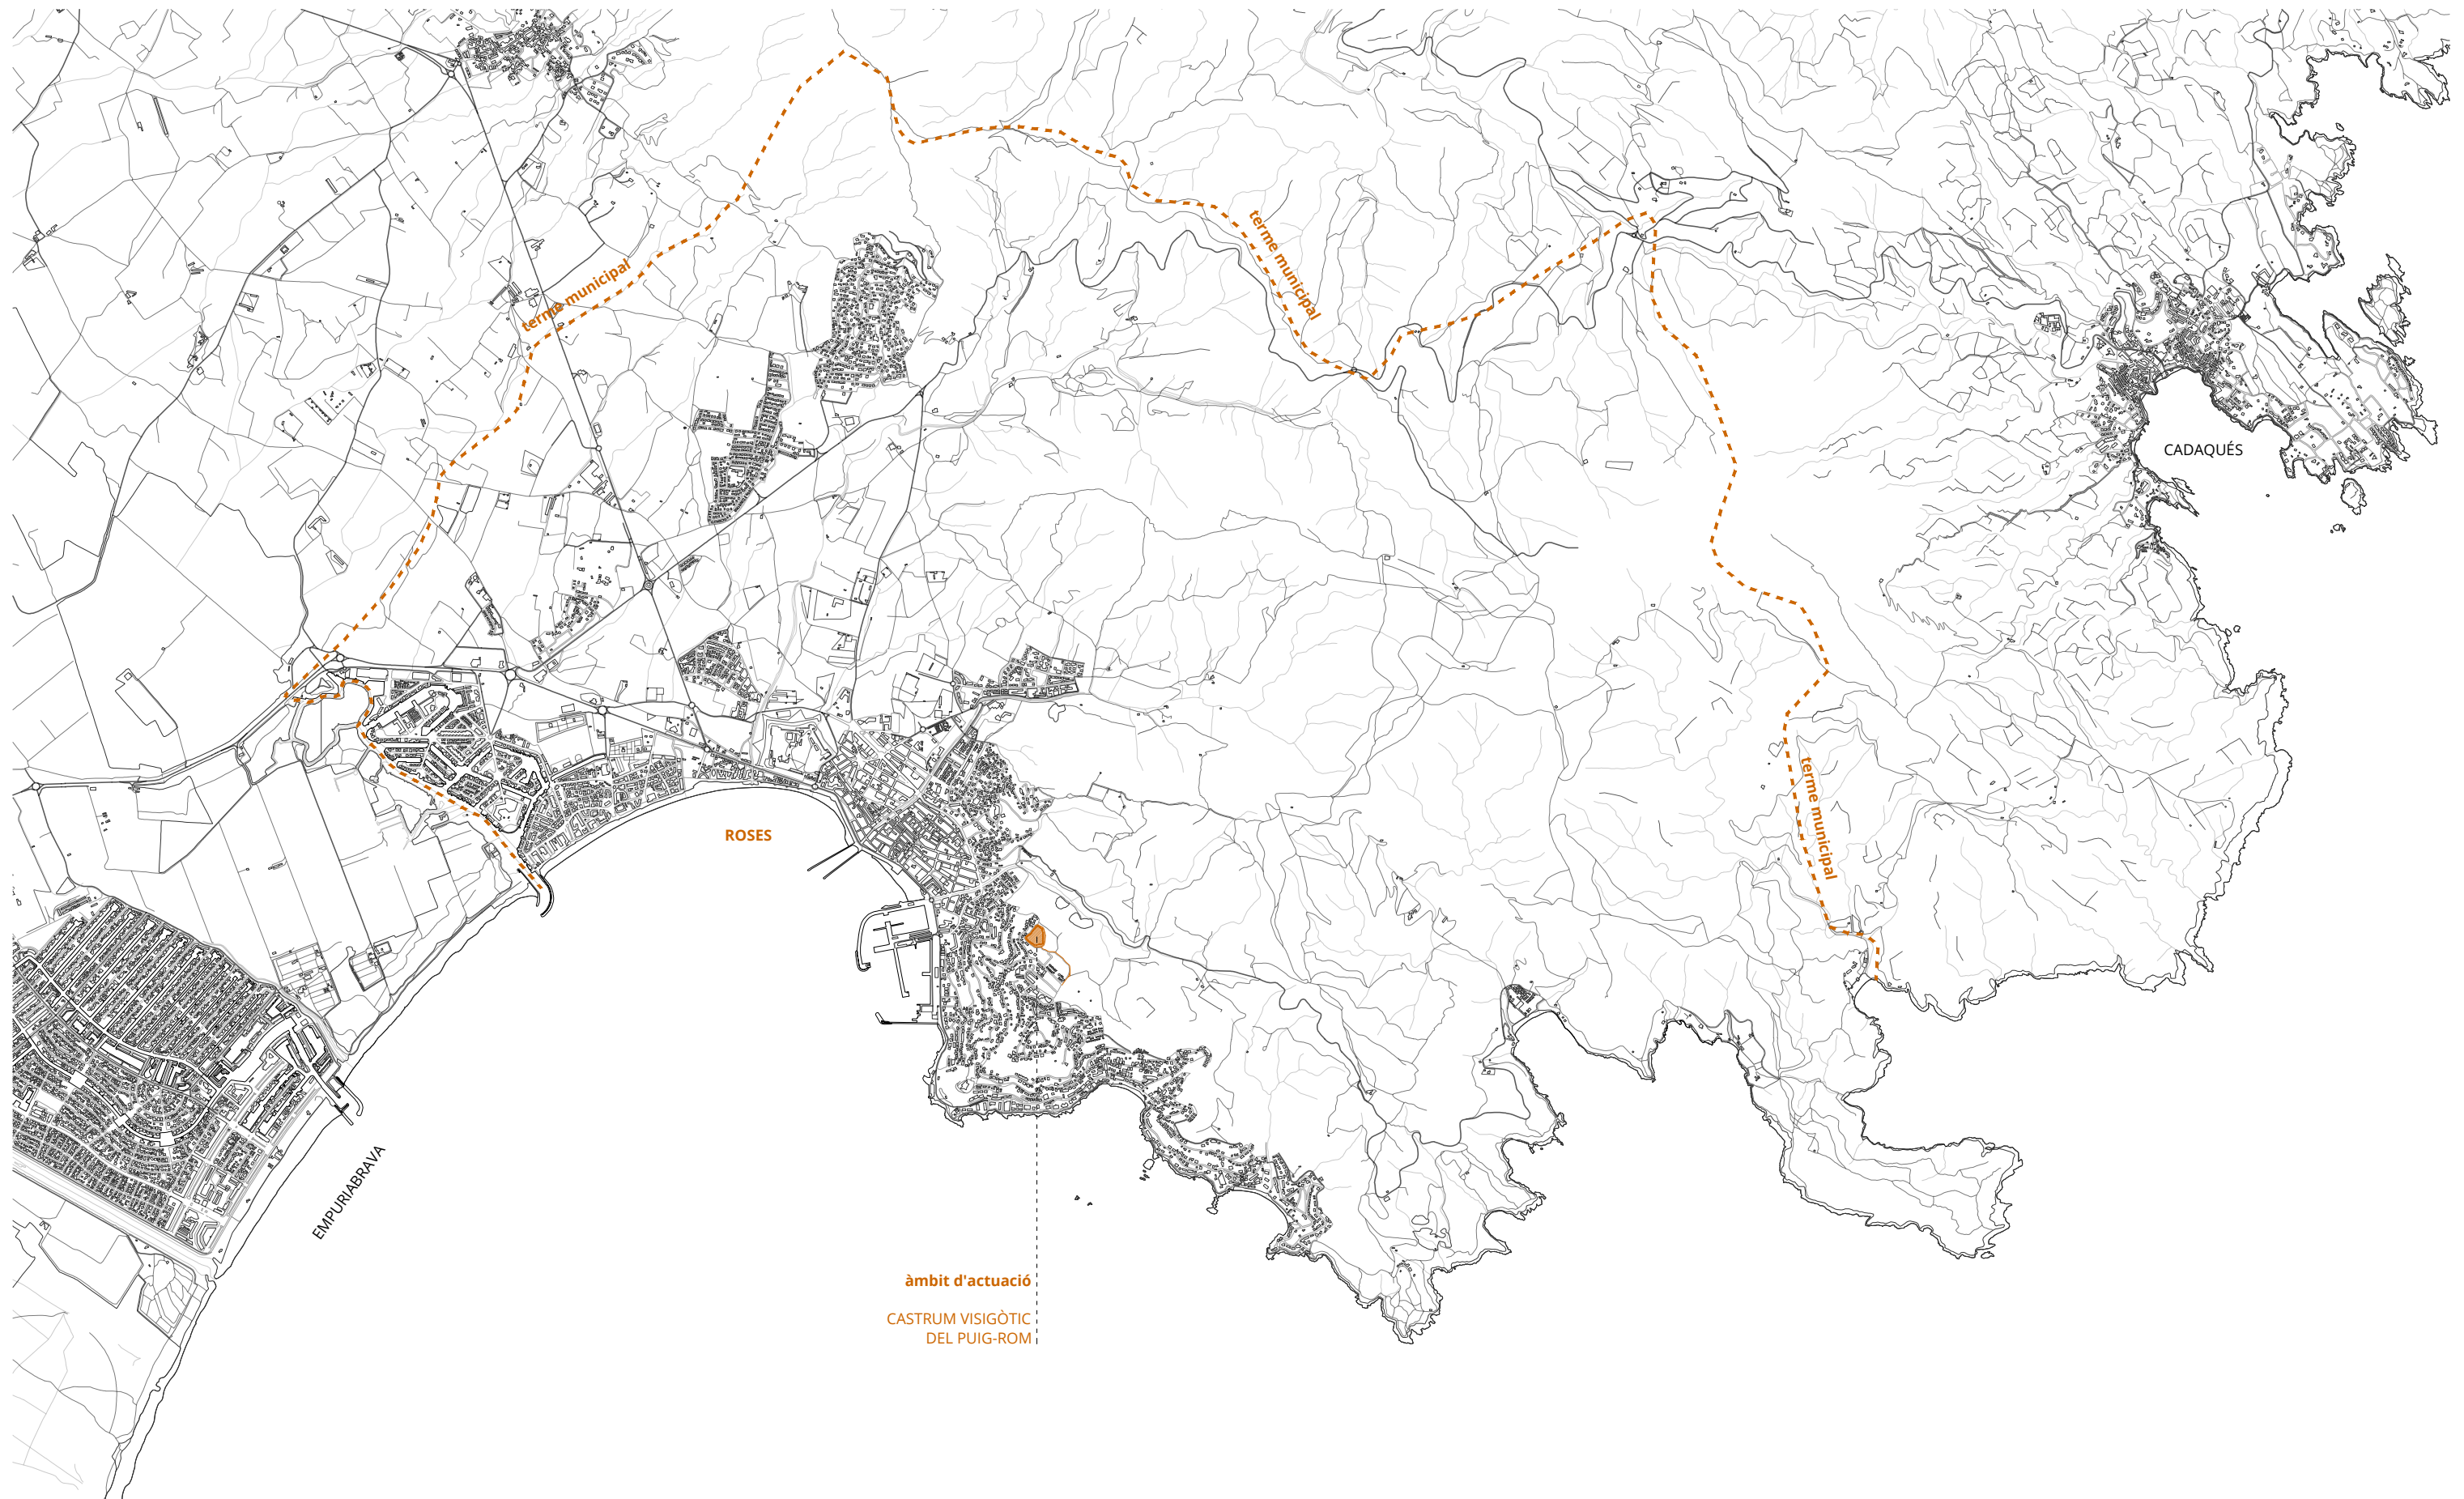 terme municipal
terme municipal
CADAQUÉS
terme municipal
ROSES
EMPURIABRAVA
àmbit d'actuació
CASTRUM VISIGÒTIC
DEL PUIG-ROM